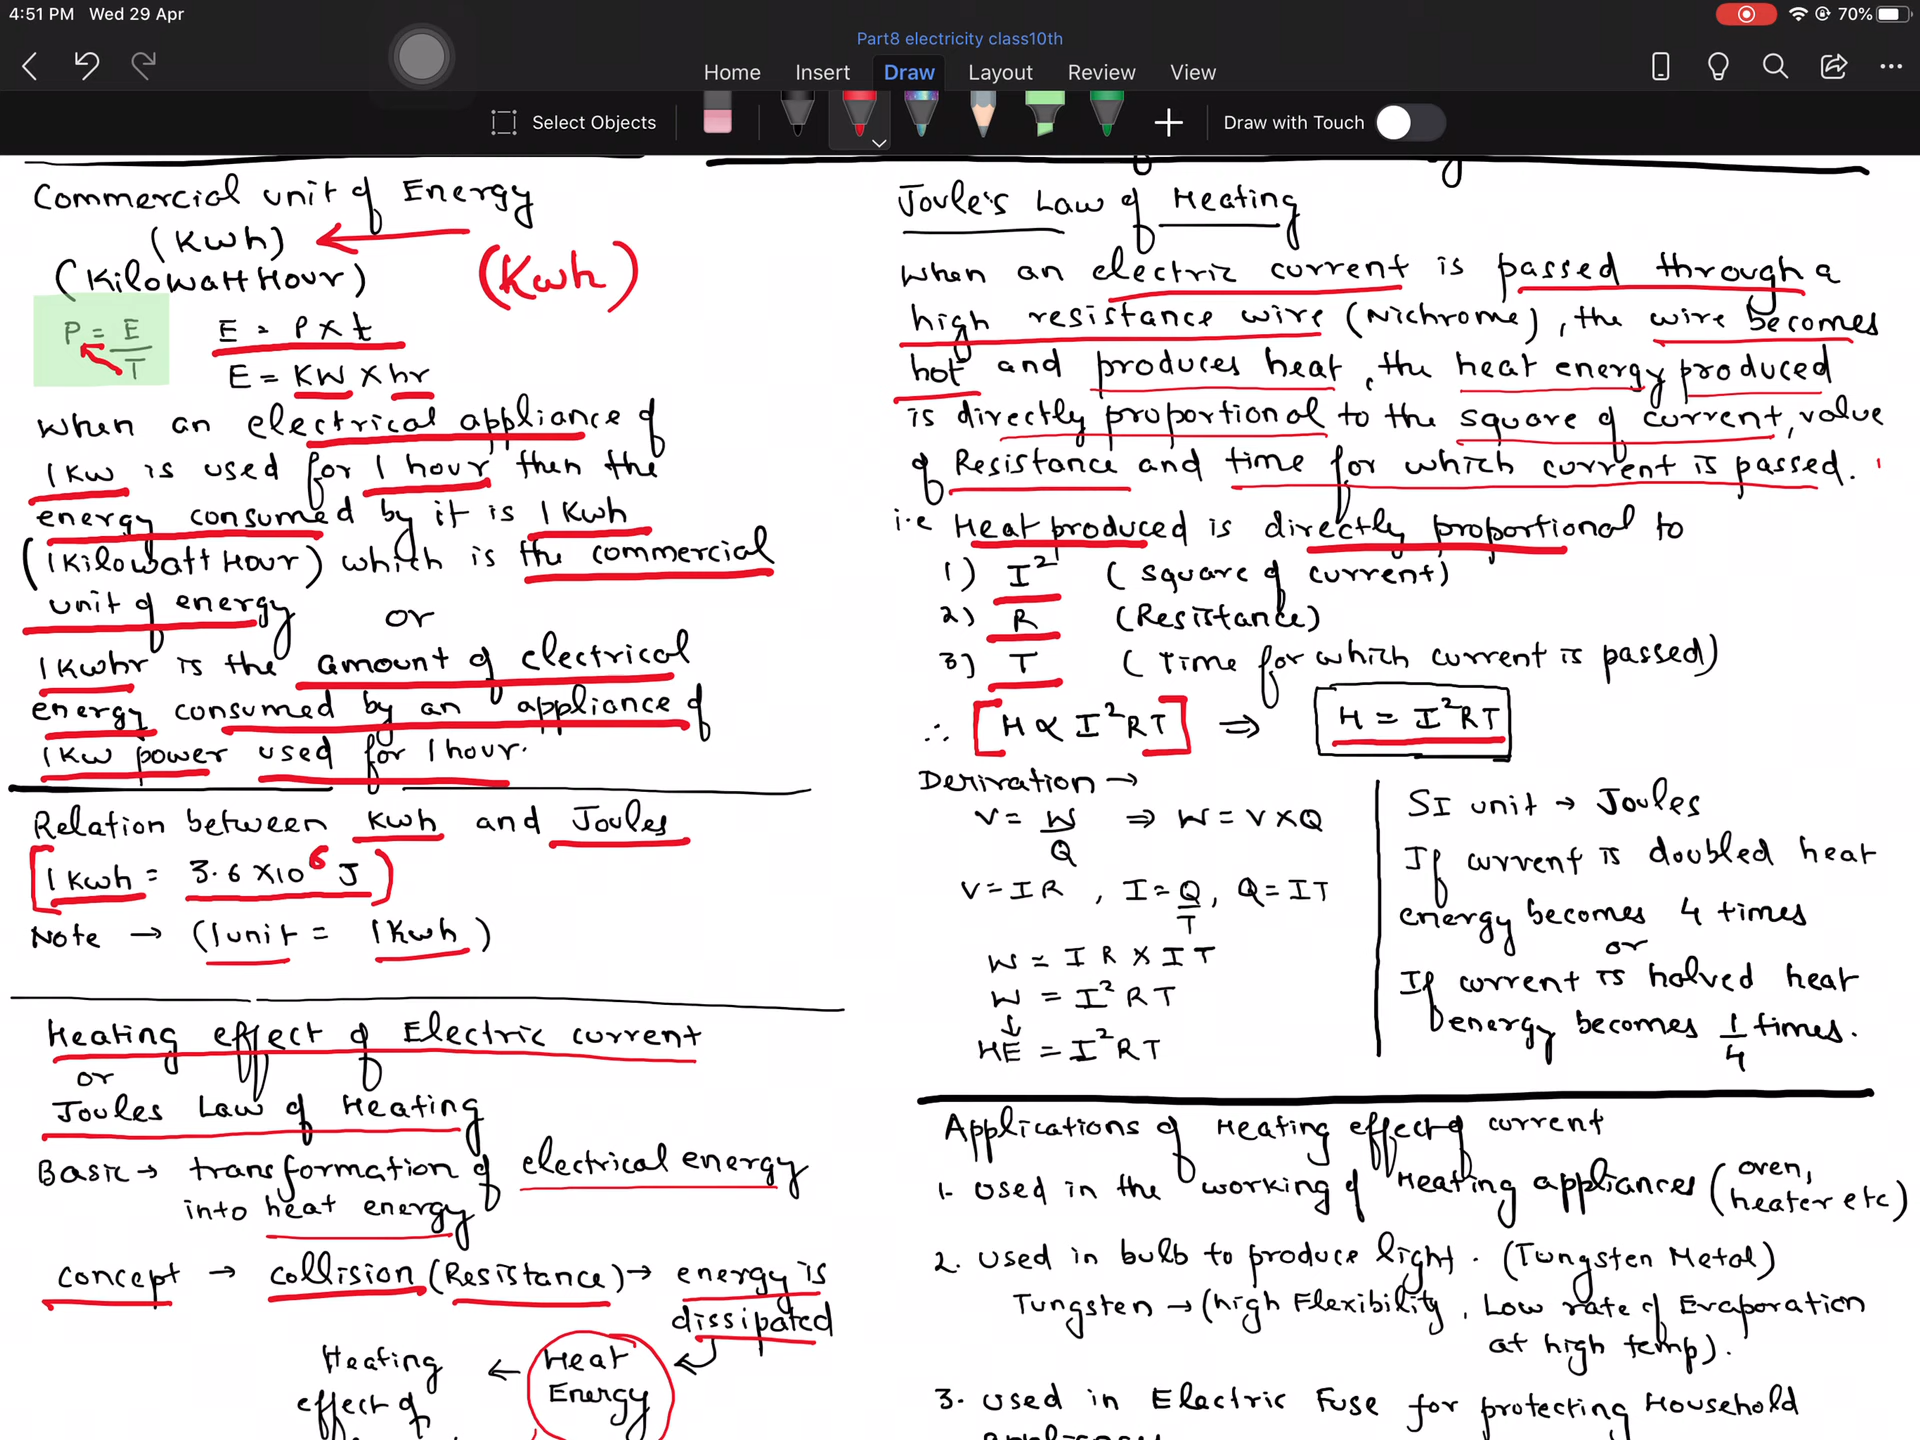 4:51 PM Wed 29 Apr
70%
Part8 electricity class10th
Home Insert Draw Layout Review View
Select Objects
Draw with Touch
Commercial unit of Energy
(Kwh)
(Kilowatt Hour)
(Kwh)
P = E/T
E = P X t
E = KW X hr
When an electrical appliance of
1 KW is used for 1 hour then the
energy consumed by it is 1 Kwh
(1 Kilowatt Hour) which is the commercial
unit of energy or
1 Kwhr is the amount of electrical
energy consumed by an appliance of
1 KW power used for 1 hour.
Relation between Kwh and Joules
1 Kwh = 3.6 X10⁶ J
Note → (1 unit = 1 Kwh)
Heating effect of Electric current
or
Joules Law of Heating
Basic → transformation of electrical energy
into heat energy
concept → collision (Resistance) → energy is
dissipated
Heating ← Heat
effect of Energy
Joule's Law of Heating
When an electric current is passed through a
high resistance wire (Nichrome), the wire becomes
hot and produces heat, the heat energy produced
is directly proportional to the square of current, value
of Resistance and time for which current is passed.
i.e Heat produced is directly proportional to
1) I² (square of current)
2) R (Resistance)
3) T (Time for which current is passed)
∴ [H ∝ I²RT] ⇒ H = I²RT
Derivation →
V = W/Q ⇒ W = V X Q
V = IR , I = Q/T, Q = IT
W = I R X I T
W = I² R T
↓
HE = I² R T
SI unit → Joules
If current is doubled heat
energy becomes 4 times
or
If current is halved heat
energy becomes 1/4 times.
Applications of Heating effect of current
1. Used in the working of Heating appliances (oven,
heater etc)
2. Used in bulb to produce light. (Tungsten Metal)
Tungsten → (high Flexibility, Low rate of Evaporation
at high temp).
3. Used in Electric Fuse for protecting Household